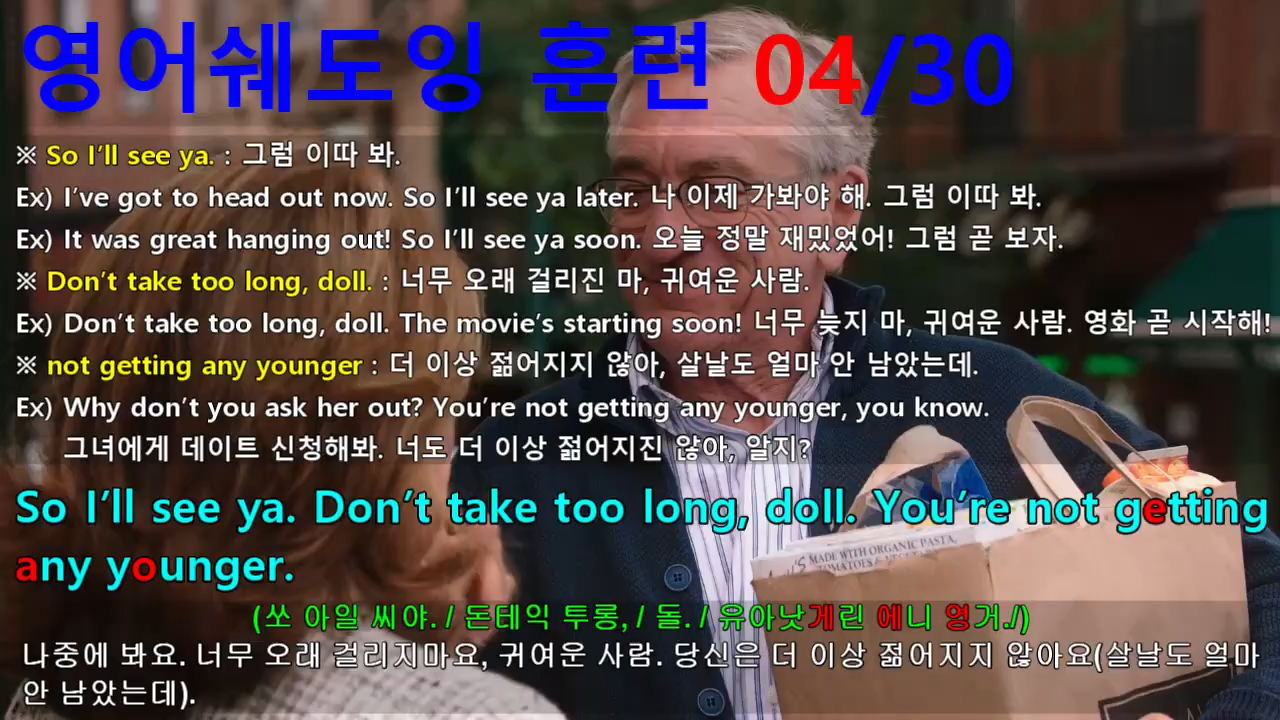 영어쉐도잉 훈련 04/30
※ So I'll see ya. : 그럼 이따 봐.
Ex) I've got to head out now. So I'll see ya later. 나 이제 가봐야 해. 그럼 이따 봐.
Ex) It was great hanging out! So I'll see ya soon. 오늘 정말 재밌었어! 그럼 곧 보자.
※ Don't take too long, doll. : 너무 오래 걸리진 마, 귀여운 사람.
Ex) Don't take too long, doll. The movie's starting soon! 너무 늦지 마, 귀여운 사람. 영화 곧 시작해!
※ not getting any younger : 더 이상 젊어지지 않아, 살날도 얼마 안 남았는데.
Ex) Why don't you ask her out? You're not getting any younger, you know.
그녀에게 데이트 신청해봐. 너도 더 이상 젊어지진 않아, 알지?
So I'll see ya. Don't take too long, doll. You're not getting
any younger.
MADE WITH ORGANIC PASTA,
(쏘 아일 씨야. / 돈테익 투롱, / 돌. / 유아낫게린 에니 영거./)
나중에 봐요. 너무 오래 걸리지마요, 귀여운 사람. 당신은 더 이상 젊어지지 않아요(살날도 얼마
안 남았는데).